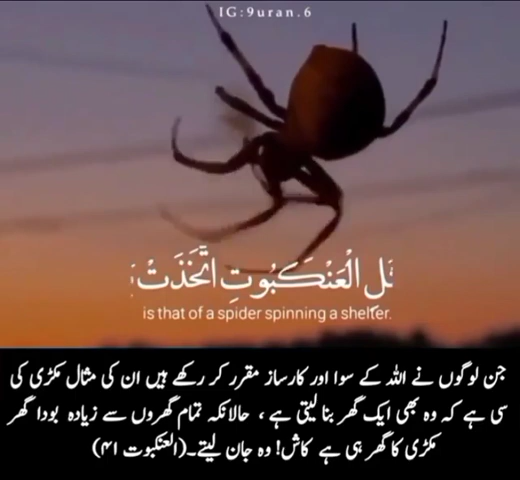 IG:9uran.6
ـثَلِ الْعَنْكَبُوتِ اتَّخَذَتْ
is that of a spider spinning a shelter.
جن لوگوں نے اللہ کے سوا اور کارساز مقرر کر رکھے ہیں ان کی مثال مکڑی کی
سی ہے کہ وہ بھی ایک گھر بنا لیتی ہے، حالانکہ تمام گھروں سے زیادہ بودا گھر
مکڑی کا گھر ہی ہے کاش! وہ جان لیتے۔(العنکبوت ۴۱)